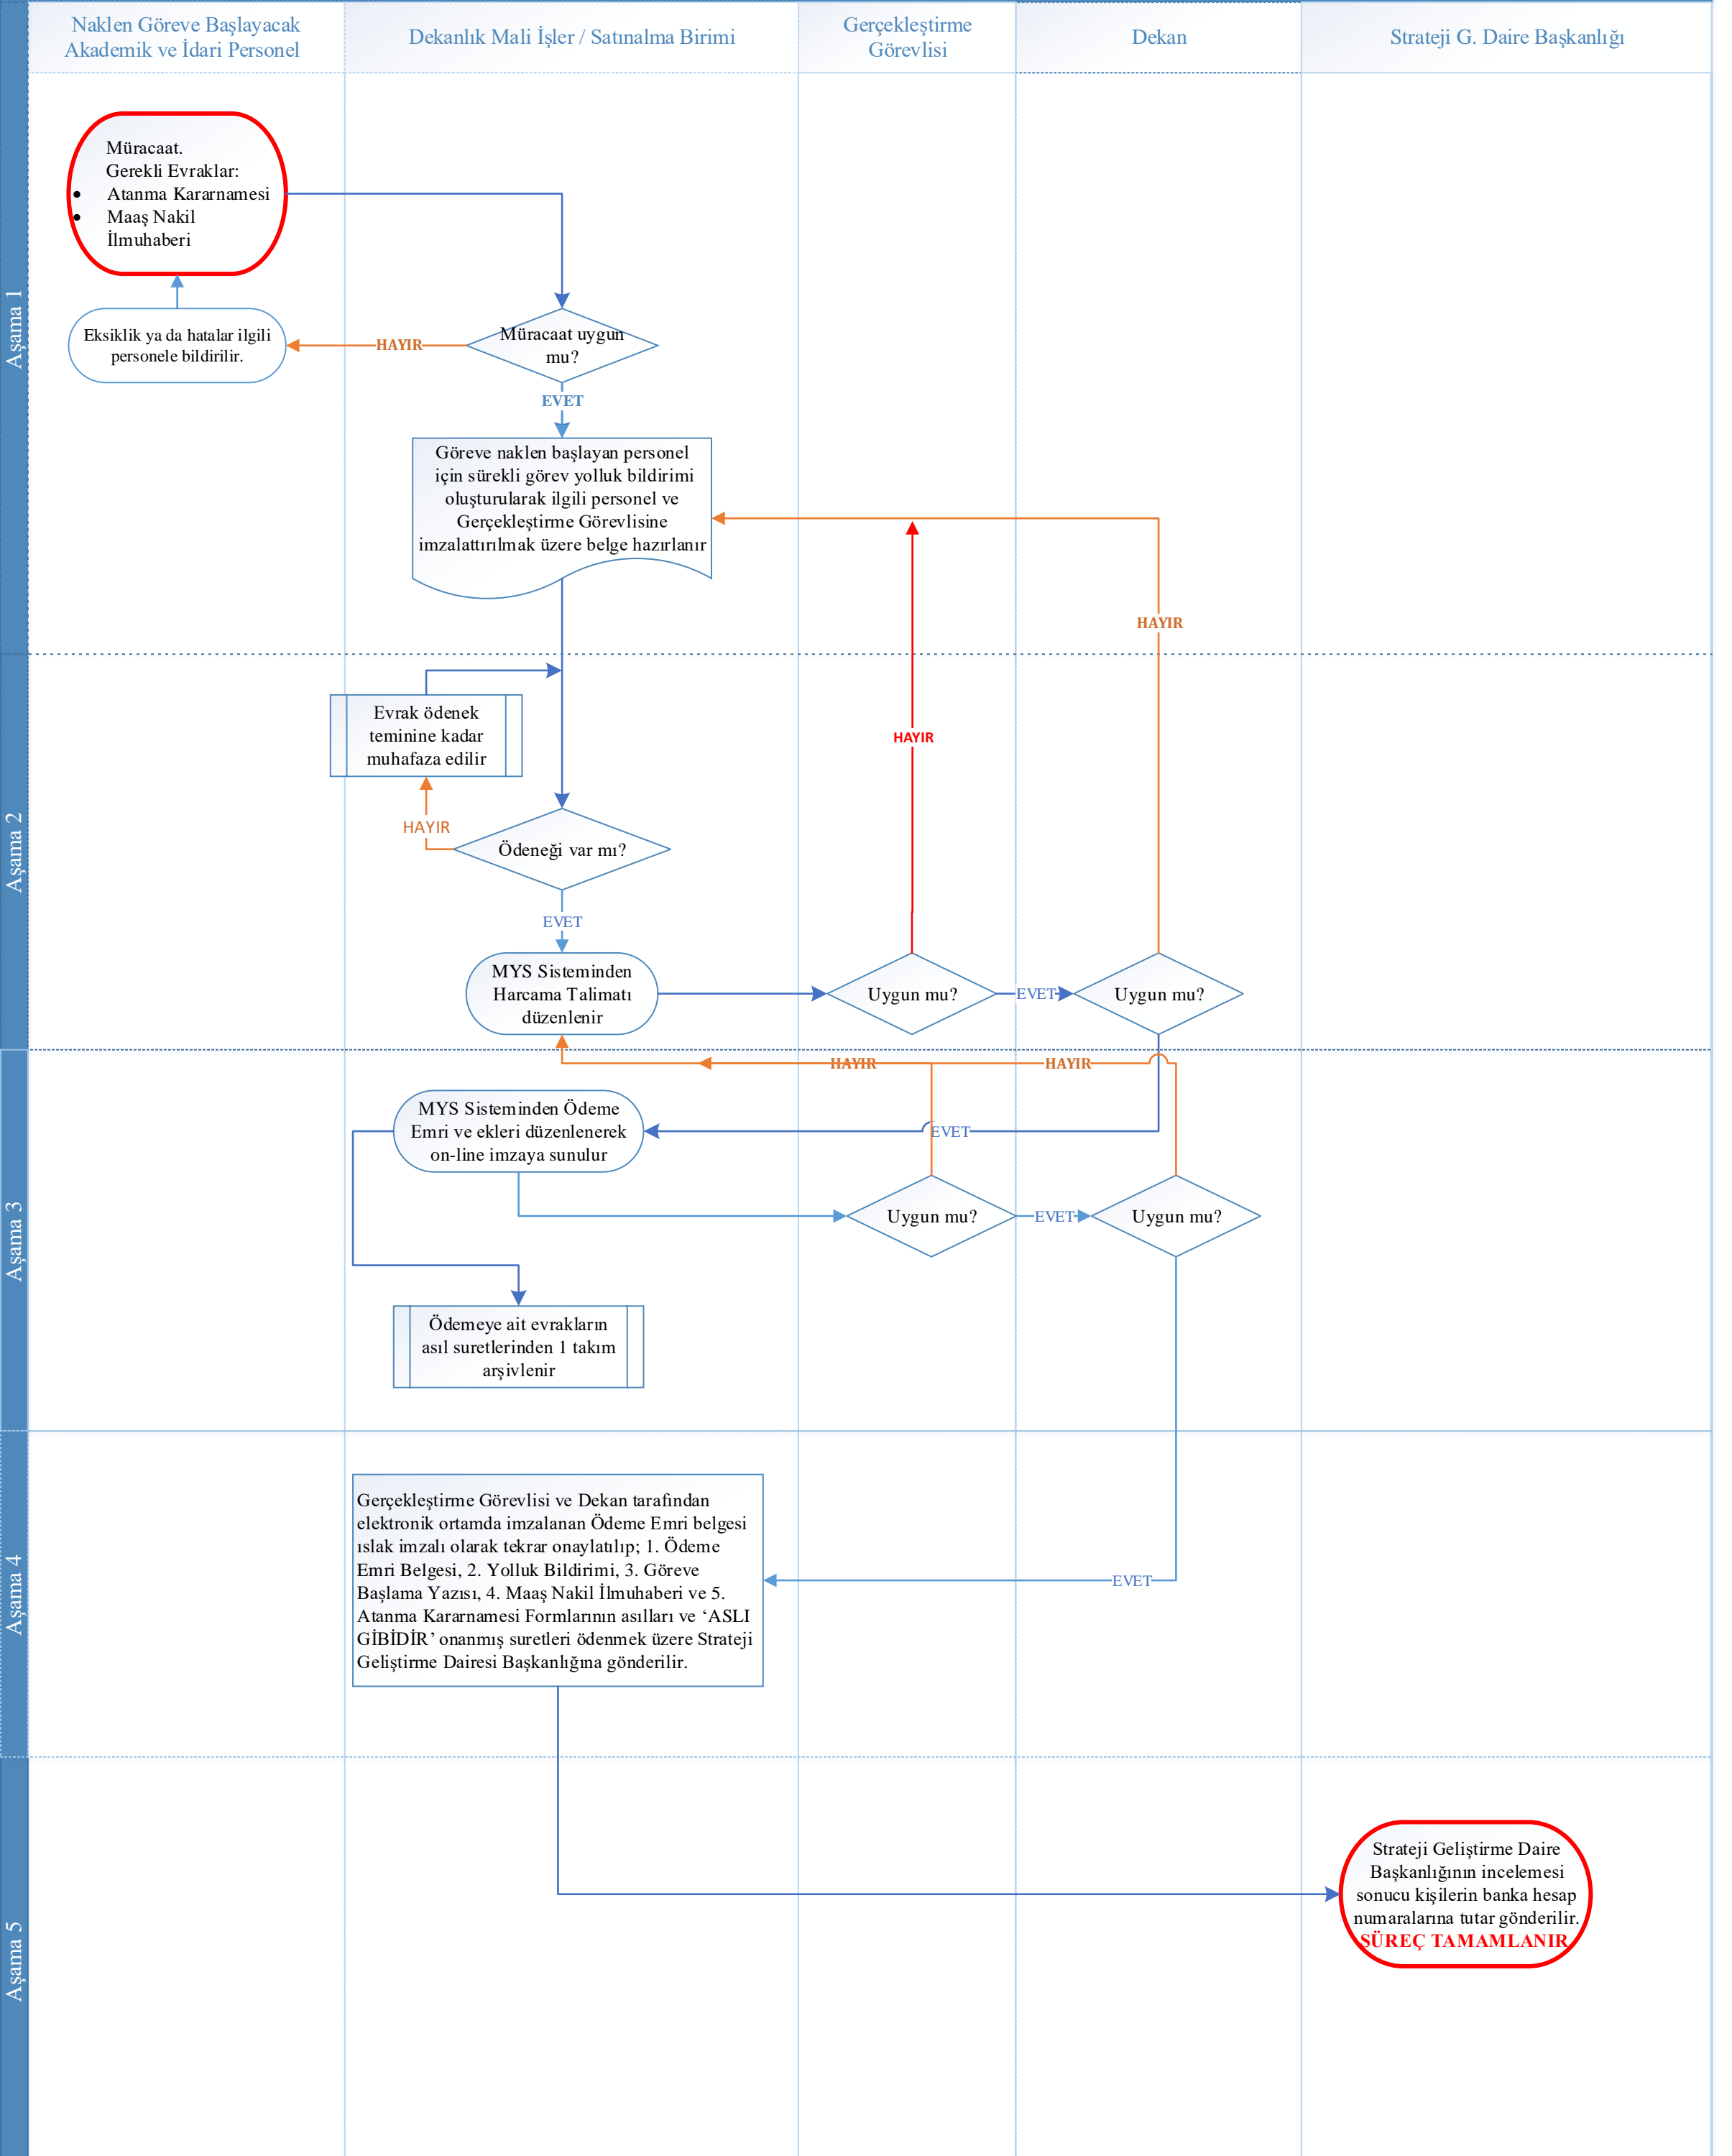 Naklen Göreve Başlayacak
Akademik ve İdari Personel
Dekanlık Mali İşler / Satınalma Birimi
Gerçekleştirme
Görevlisi
Dekan
Strateji G. Daire Başkanlığı
Aşama 1
Müracaat.
Gerekli Evraklar:
• Atanma Kararnamesi
• Maaş Nakil
İlmuhaberi
Eksiklik ya da hatalar ilgili
personele bildirilir.
HAYIR
Müracaat uygun
mu?
EVET
Göreve naklen başlayan personel
için sürekli görev yolluk bildirimi
oluşturularak ilgili personel ve
Gerçekleştirme Görevlisine
imzalattırılmak üzere belge hazırlanır
HAYIR
Aşama 2
Evrak ödenek
teminine kadar
muhafaza edilir
HAYIR
HAYIR
Ödeneği var mı?
EVET
MYS Sisteminden
Harcama Talimatı
düzenlenir
Uygun mu?
EVET
Uygun mu?
Aşama 3
HAYIR
HAYIR
MYS Sisteminden Ödeme
Emri ve ekleri düzenlenerek
on-line imzaya sunulur
EVET
Uygun mu?
EVET
Uygun mu?
Ödemeye ait evrakların
asıl suretlerinden 1 takım
arşivlenir
Aşama 4
Gerçekleştirme Görevlisi ve Dekan tarafından
elektronik ortamda imzalanan Ödeme Emri belgesi
ıslak imzalı olarak tekrar onaylatılıp; 1. Ödeme
Emri Belgesi, 2. Yolluk Bildirimi, 3. Göreve
Başlama Yazısı, 4. Maaş Nakil İlmuhaberi ve 5.
Atanma Kararnamesi Formlarının asılları ve ‘ASLI
GİBİDİR’ onanmış suretleri ödenmek üzere Strateji
Geliştirme Dairesi Başkanlığına gönderilir.
EVET
Aşama 5
Strateji Geliştirme Daire
Başkanlığının incelemesi
sonucu kişilerin banka hesap
numaralarına tutar gönderilir.
SÜREÇ TAMAMLANIR.